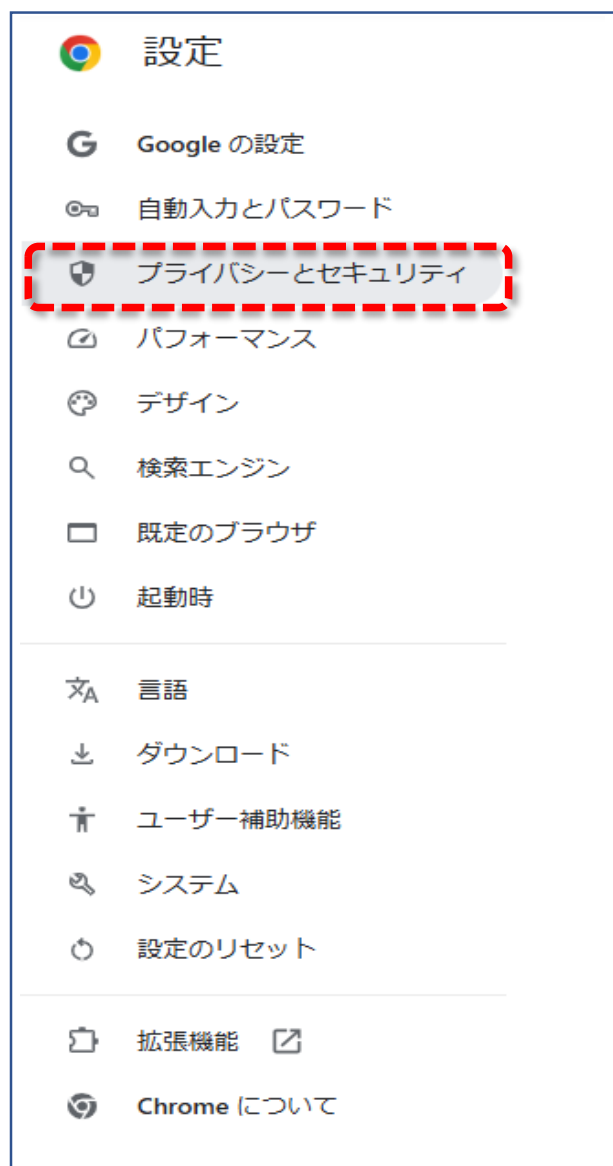 設定
Google の設定
自動入力とパスワード
プライバシーとセキュリティ
パフォーマンス
デザイン
検索エンジン
既定のブラウザ
起動時
言語
ダウンロード
ユーザー補助機能
システム
設定のリセット
拡張機能
Chrome について